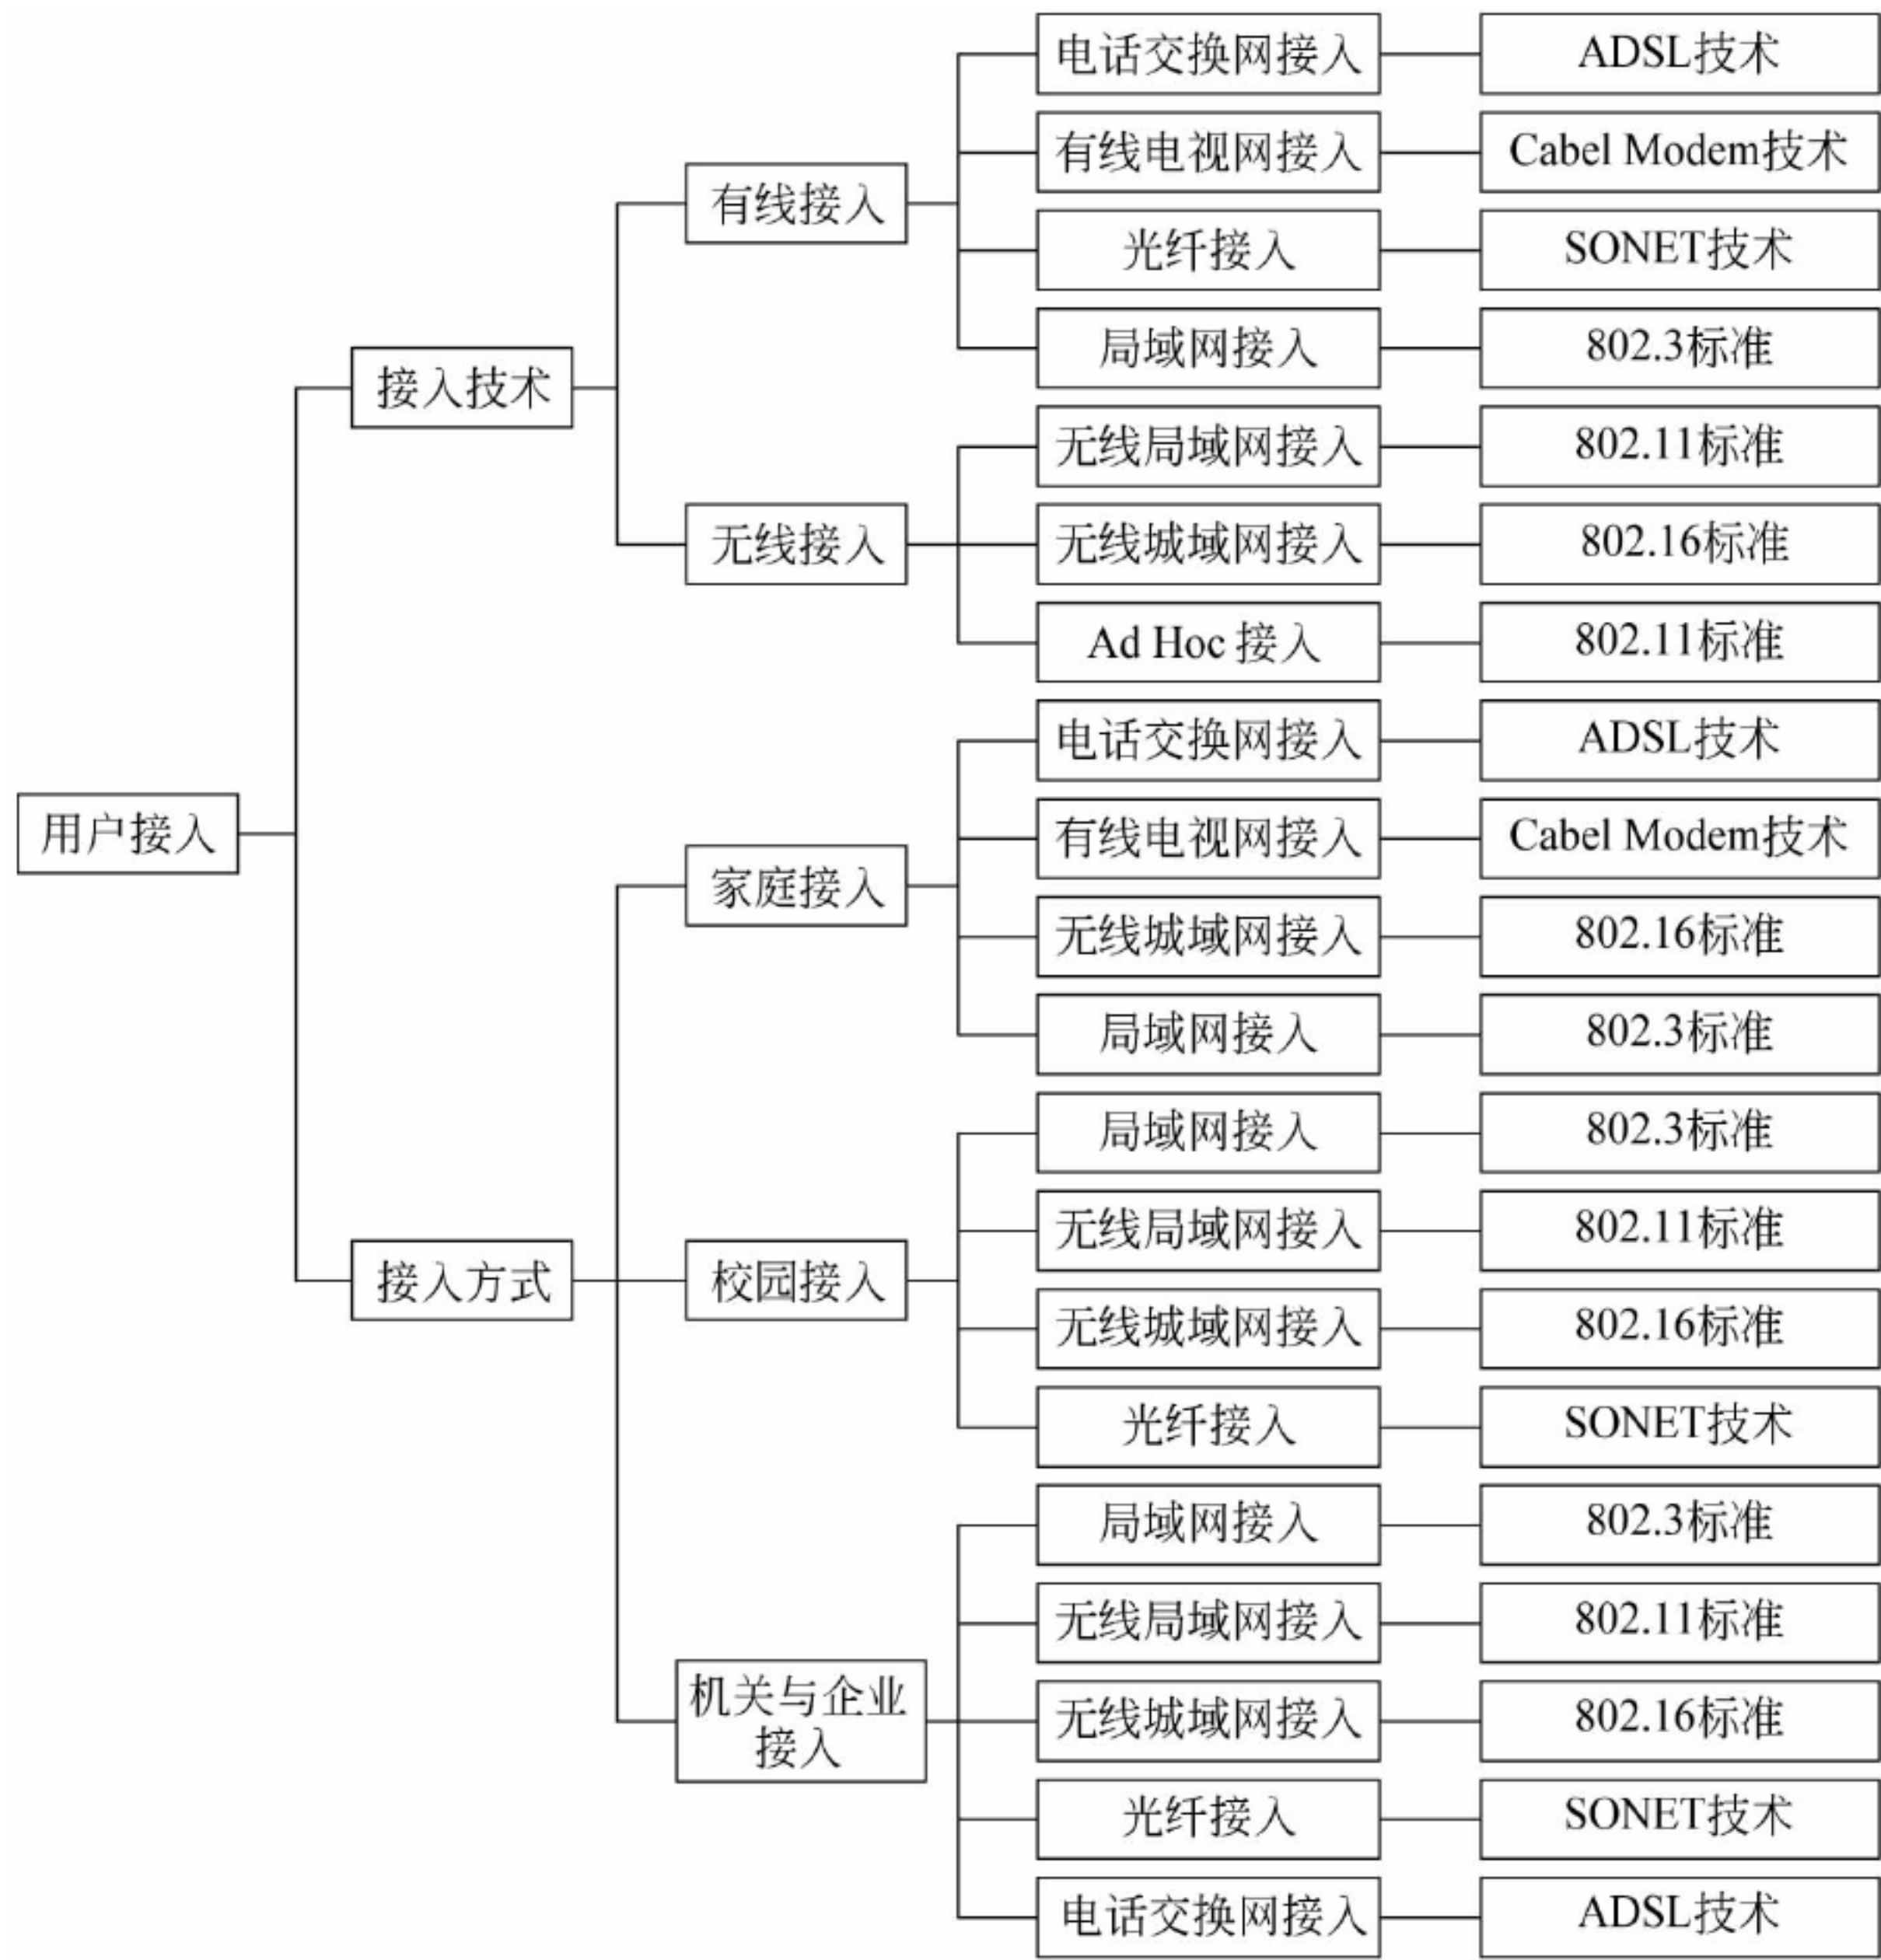 用户接入
接入技术
有线接入
电话交换网接入
ADSL技术
有线电视网接入
Cabel Modem技术
光纤接入
SONET技术
局域网接入
802.3标准
无线接入
无线局域网接入
802.11标准
无线城域网接入
802.16标准
Ad Hoc 接入
802.11标准
接入方式
家庭接入
电话交换网接入
ADSL技术
有线电视网接入
Cabel Modem技术
无线城域网接入
802.16标准
局域网接入
802.3标准
校园接入
局域网接入
802.3标准
无线局域网接入
802.11标准
无线城域网接入
802.16标准
光纤接入
SONET技术
机关与企业
接入
局域网接入
802.3标准
无线局域网接入
802.11标准
无线城域网接入
802.16标准
光纤接入
SONET技术
电话交换网接入
ADSL技术